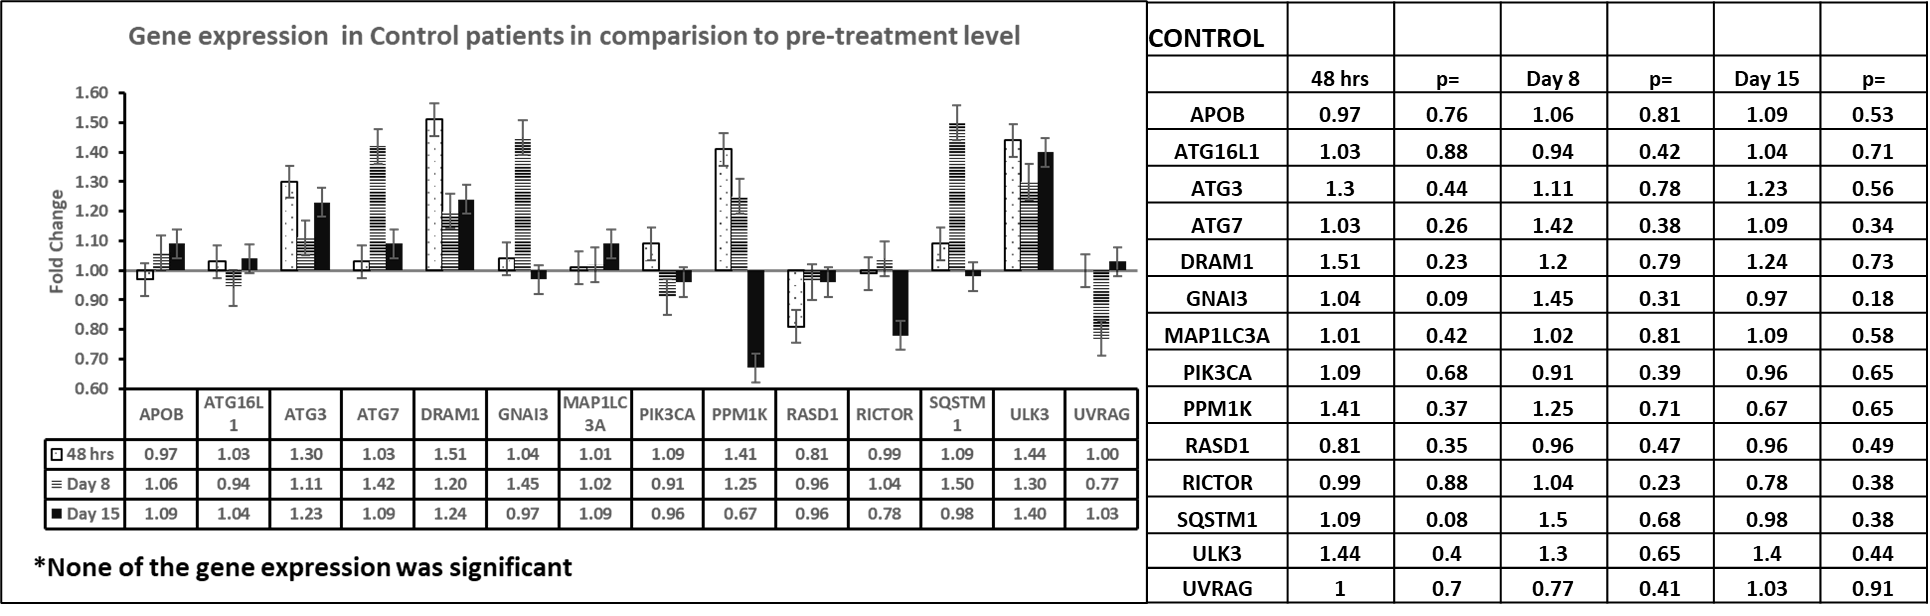 Gene expression in Control patients in comparision to pre-treatment level
Fold Change
1.60
1.50
1.40
1.30
1.20
1.10
1.00
0.90
0.80
0.70
0.60
APOB ATG16L1 ATG3 ATG7 DRAM1 GNAI3 MAP1LC3A PIK3CA PPM1K RASD1 RICTOR SQSTM1 ULK3 UVRAG
48 hrs 0.97 1.03 1.30 1.03 1.51 1.04 1.01 1.09 1.41 0.81 0.99 1.09 1.44 1.00
Day 8 1.06 0.94 1.11 1.42 1.20 1.45 1.02 0.91 1.25 0.96 1.04 1.50 1.30 0.77
Day 15 1.09 1.04 1.23 1.09 1.24 0.97 1.09 0.96 0.67 0.96 0.78 0.98 1.40 1.03
*None of the gene expression was significant
CONTROL
48 hrs p= Day 8 p= Day 15 p=
APOB 0.97 0.76 1.06 0.81 1.09 0.53
ATG16L1 1.03 0.88 0.94 0.42 1.04 0.71
ATG3 1.3 0.44 1.11 0.78 1.23 0.56
ATG7 1.03 0.26 1.42 0.38 1.09 0.34
DRAM1 1.51 0.23 1.2 0.79 1.24 0.73
GNAI3 1.04 0.09 1.45 0.31 0.97 0.18
MAP1LC3A 1.01 0.42 1.02 0.81 1.09 0.58
PIK3CA 1.09 0.68 0.91 0.39 0.96 0.65
PPM1K 1.41 0.37 1.25 0.71 0.67 0.65
RASD1 0.81 0.35 0.96 0.47 0.96 0.49
RICTOR 0.99 0.88 1.04 0.23 0.78 0.38
SQSTM1 1.09 0.08 1.5 0.68 0.98 0.38
ULK3 1.44 0.4 1.3 0.65 1.4 0.44
UVRAG 1 0.7 0.77 0.41 1.03 0.91